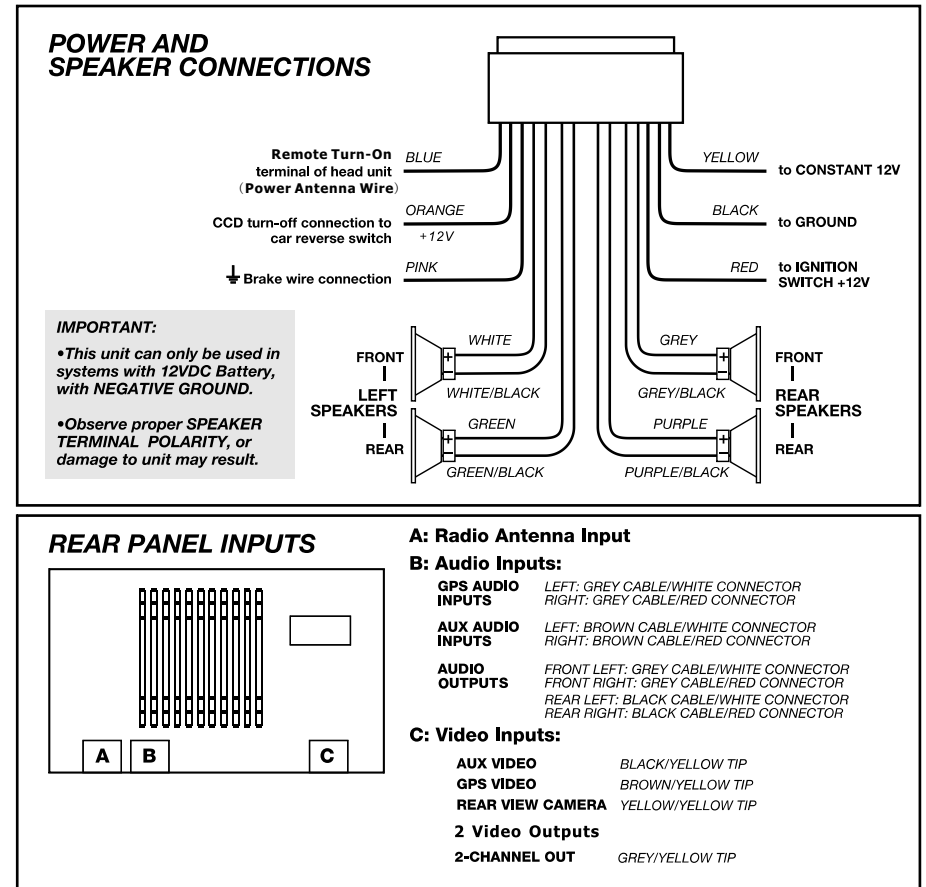 POWER AND
SPEAKER CONNECTIONS
Remote Turn-On
terminal of head unit
(Power Antenna Wire)
BLUE
CCD turn-off connection to
car reverse switch
ORANGE
+12V
Brake wire connection
PINK
YELLOW
to CONSTANT 12V
BLACK
to GROUND
RED
to IGNITION
SWITCH +12V
IMPORTANT:
•This unit can only be used in
systems with 12VDC Battery,
with NEGATIVE GROUND.
•Observe proper SPEAKER
TERMINAL POLARITY, or
damage to unit may result.
FRONT
LEFT
SPEAKERS
REAR
+
−
WHITE
WHITE/BLACK
+
−
GREEN
GREEN/BLACK
GREY
GREY/BLACK
+
−
PURPLE
PURPLE/BLACK
+
−
FRONT
REAR
SPEAKERS
REAR
REAR PANEL INPUTS
A
B
C
A: Radio Antenna Input
B: Audio Inputs:
GPS AUDIO
INPUTS
LEFT: GREY CABLE/WHITE CONNECTOR
RIGHT: GREY CABLE/RED CONNECTOR
AUX AUDIO
INPUTS
LEFT: BROWN CABLE/WHITE CONNECTOR
RIGHT: BROWN CABLE/RED CONNECTOR
AUDIO
OUTPUTS
FRONT LEFT: GREY CABLE/WHITE CONNECTOR
FRONT RIGHT: GREY CABLE/RED CONNECTOR
REAR LEFT: BLACK CABLE/WHITE CONNECTOR
REAR RIGHT: BLACK CABLE/RED CONNECTOR
C: Video Inputs:
AUX VIDEO BLACK/YELLOW TIP
GPS VIDEO BROWN/YELLOW TIP
REAR VIEW CAMERA YELLOW/YELLOW TIP
2 Video Outputs
2-CHANNEL OUT GREY/YELLOW TIP